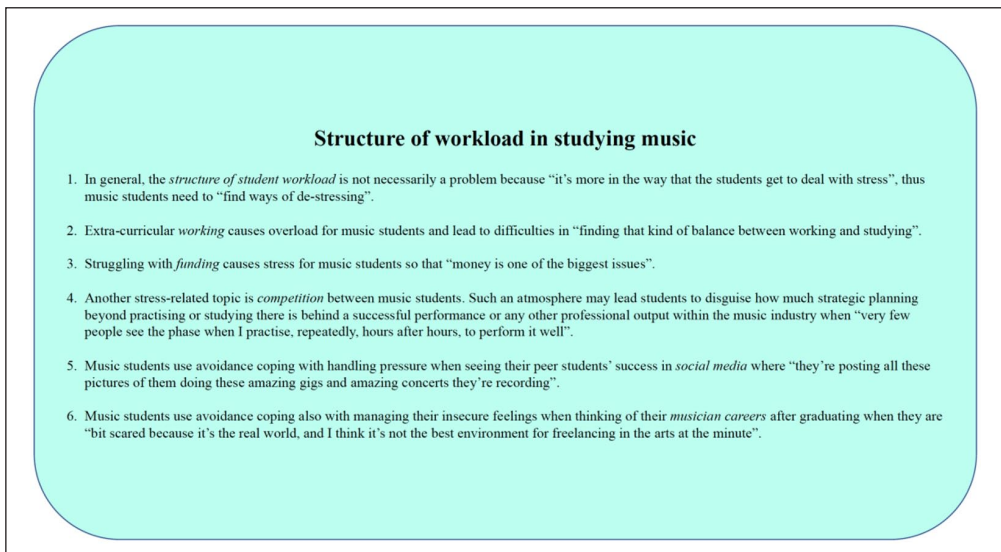 Structure of workload in studying music
1. In general, the structure of student workload is not necessarily a problem because “it’s more in the way that the students get to deal with stress”, thus
music students need to “find ways of de-stressing”.
2. Extra-curricular working causes overload for music students and lead to difficulties in “finding that kind of balance between working and studying”.
3. Struggling with funding causes stress for music students so that “money is one of the biggest issues”.
4. Another stress-related topic is competition between music students. Such an atmosphere may lead students to disguise how much strategic planning
beyond practising or studying there is behind a successful performance or any other professional output within the music industry when “very few
people see the phase when I practise, repeatedly, hours after hours, to perform it well”.
5. Music students use avoidance coping with handling pressure when seeing their peer students’ success in social media where “they’re posting all these
pictures of them doing these amazing gigs and amazing concerts they’re recording”.
6. Music students use avoidance coping also with managing their insecure feelings when thinking of their musician careers after graduating when they are
“bit scared because it’s the real world, and I think it’s not the best environment for freelancing in the arts at the minute”.